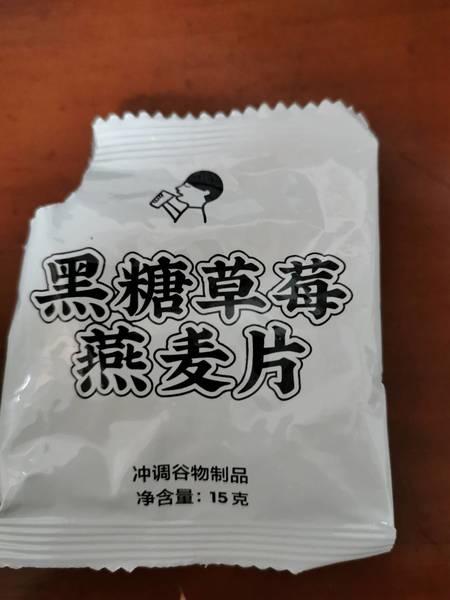 黑糖草莓
燕麦片
冲调谷物制品
净含量：15克